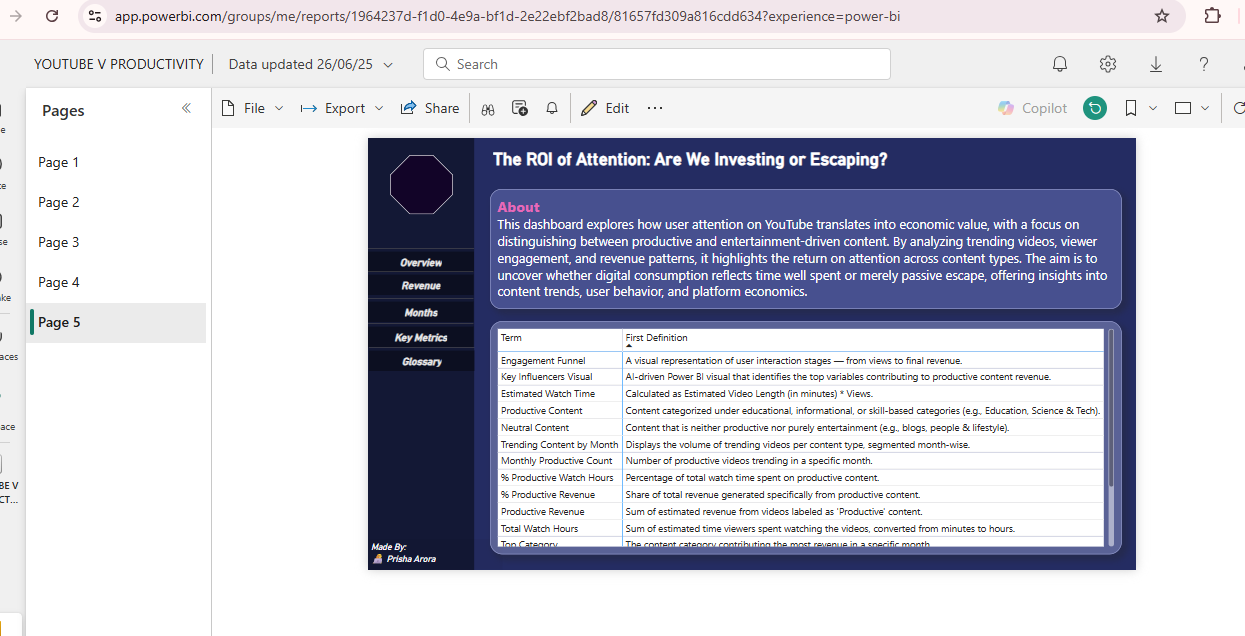 app.powerbi.com/groups/me/reports/1964237d-f1d0-4e9a-bf1d-2e22ebf2bad8/81657fd309a816cdd634?experience=power-bi
YOUTUBE V PRODUCTIVITY
Data updated 26/06/25
Search
Pages
File
Export
Share
Edit
Copilot
Page 1
Page 2
Page 3
Page 4
Page 5
The ROI of Attention: Are We Investing or Escaping?
About
This dashboard explores how user attention on YouTube translates into economic value, with a focus on
distinguishing between productive and entertainment-driven content. By analyzing trending videos, viewer
engagement, and revenue patterns, it highlights the return on attention across content types. The aim is to
uncover whether digital consumption reflects time well spent or merely passive escape, offering insights into
content trends, user behavior, and platform economics.
Overview
Revenue
Months
Key Metrics
Glossary
Term First Definition
Engagement Funnel A visual representation of user interaction stages — from views to final revenue.
Key Influencers Visual AI-driven Power BI visual that identifies the top variables contributing to productive content revenue.
Estimated Watch Time Calculated as Estimated Video Length (in minutes) * Views.
Productive Content Content categorized under educational, informational, or skill-based categories (e.g., Education, Science & Tech).
Neutral Content Content that is neither productive nor purely entertainment (e.g., blogs, people & lifestyle).
Trending Content by Month Displays the volume of trending videos per content type, segmented month-wise.
Monthly Productive Count Number of productive videos trending in a specific month.
% Productive Watch Hours Percentage of total watch time spent on productive content.
% Productive Revenue Share of total revenue generated specifically from productive content.
Productive Revenue Sum of estimated revenue from videos labeled as 'Productive' content.
Total Watch Hours Sum of estimated time viewers spent watching the videos, converted from minutes to hours.
Top Category The content category contributing the most revenue in a specific month.
Made By:
Prisha Arora